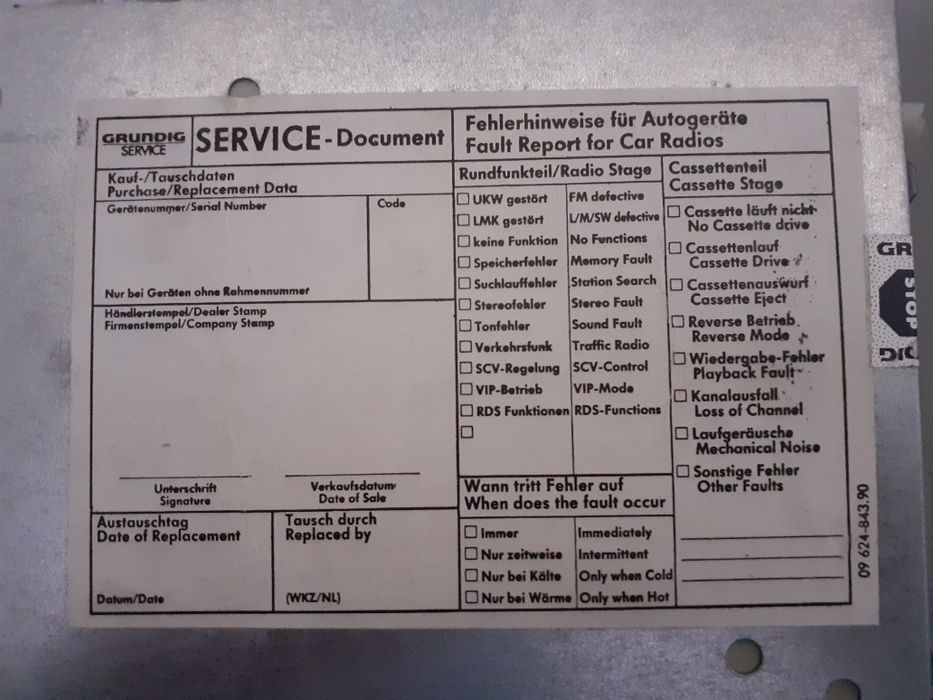 GRUNDIG
SERVICE
SERVICE-Document
Kauf-/Tauschdaten
Purchase/Replacement Data
Gerätenummer/Serial Number
Code
Nur bei Geräten ohne Rahmennummer
Händlerstempel/Dealer Stamp
Firmenstempel/Company Stamp
Unterschrift
Signature
Verkaufsdatum
Date of Sale
Austauschtag
Date of Replacement
Datum/Date
Tausch durch
Replaced by
(WKZ/NL)
Fehlerhinweise für Autogeräte
Fault Report for Car Radios
Rundfunkteil/Radio Stage
UKW gestört FM defective
LMK gestört L/M/SW defective
keine Funktion No Functions
Speicherfehler Memory Fault
Suchlauffehler Station Search
Stereofehler Stereo Fault
Tonfehler Sound Fault
Verkehrsfunk Traffic Radio
SCV-Regelung SCV-Control
VIP-Betrieb VIP-Mode
RDS Funktionen RDS-Functions
Wann tritt Fehler auf
When does the fault occur
Immer Immediately
Nur zeitweise Intermittent
Nur bei Kälte Only when Cold
Nur bei Wärme Only when Hot
Cassettenteil
Cassette Stage
Cassette läuft nicht
No Cassette drive
Cassettenlauf
Cassette Drive
Cassettenauswurf
Cassette Eject
Reverse Betrieb
Reverse Mode
Wiedergabe-Fehler
Playback Fault
Kanalausfall
Loss of Channel
Laufgeräusche
Mechanical Noise
Sonstige Fehler
Other Faults
09 624-843.90
GR
STOP
DIG